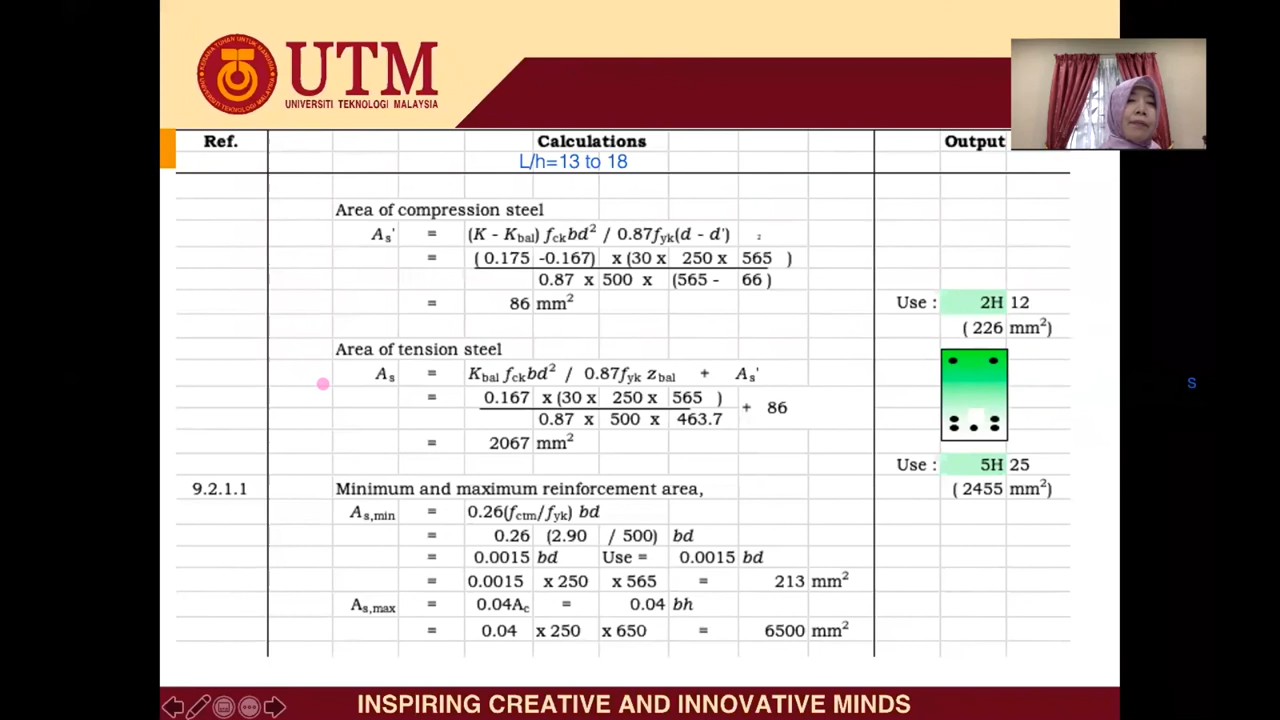 KERANA TUHAN UNTUK MANUSIA
UTM
UNIVERSITI TEKNOLOGI MALAYSIA
Ref. Calculations Output
L/h=13 to 18
Area of compression steel
As' = (K - Kbal) fckbd² / 0.87fyk(d - d') ²
= ( 0.175 -0.167) x (30 x 250 x 565 )
0.87 x 500 x (565 - 66 )
= 86 mm² Use : 2H 12
( 226 mm²)
Area of tension steel
As = Kbal fckbd² / 0.87fyk zbal + As'
= 0.167 x (30 x 250 x 565 ) + 86
0.87 x 500 x 463.7
= 2067 mm²
Use : 5H 25
9.2.1.1 Minimum and maximum reinforcement area, ( 2455 mm²)
As,min = 0.26(fctm/fyk) bd
= 0.26 (2.90 / 500) bd
= 0.0015 bd Use = 0.0015 bd
= 0.0015 x 250 x 565 = 213 mm²
As,max = 0.04Ac = 0.04 bh
= 0.04 x 250 x 650 = 6500 mm²
s
INSPIRING CREATIVE AND INNOVATIVE MINDS